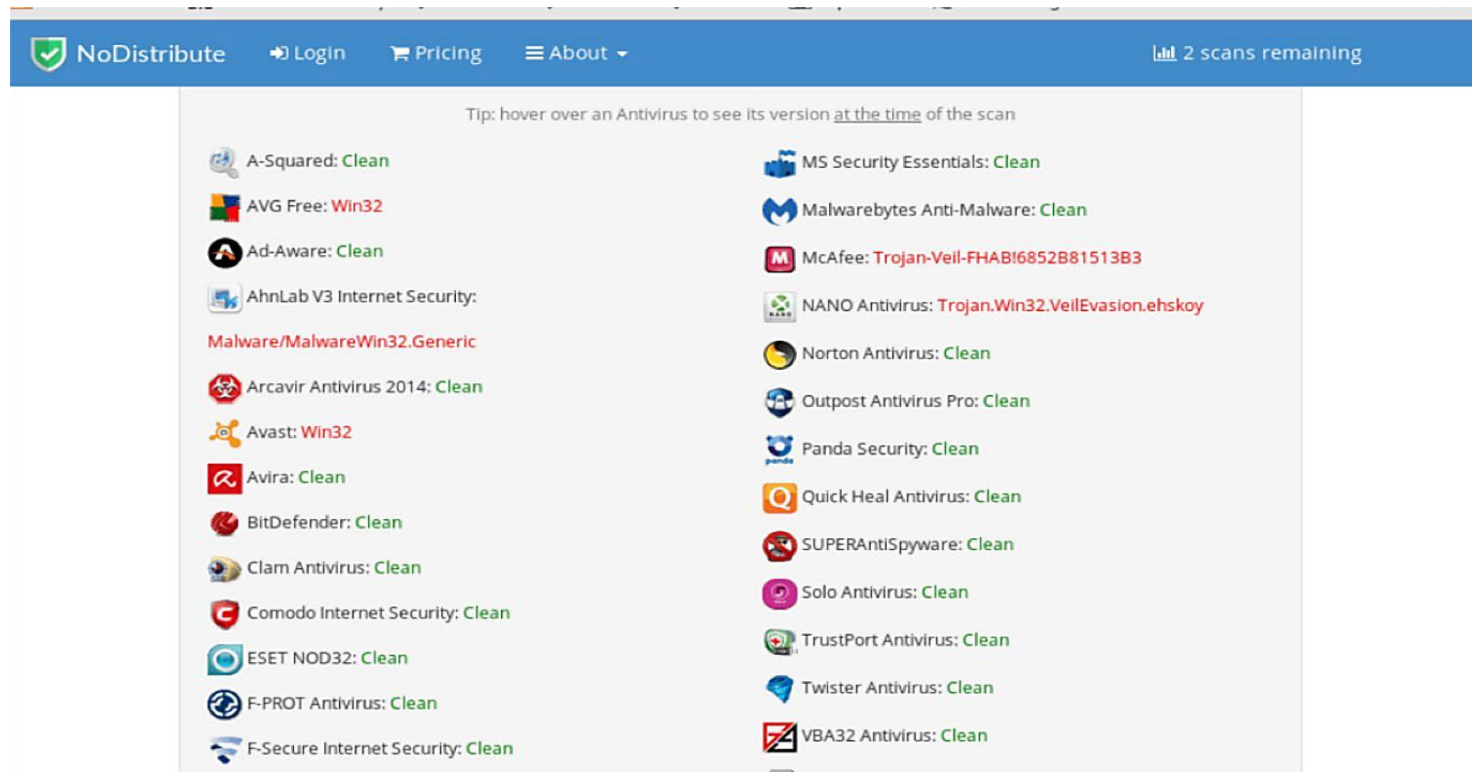 NoDistribute Login Pricing About 2 scans remaining
Tip: hover over an Antivirus to see its version at the time of the scan
A-Squared: Clean
AVG Free: Win32
Ad-Aware: Clean
AhnLab V3 Internet Security:
Malware/MalwareWin32.Generic
Arcavir Antivirus 2014: Clean
Avast: Win32
Avira: Clean
BitDefender: Clean
Clam Antivirus: Clean
Comodo Internet Security: Clean
ESET NOD32: Clean
F-PROT Antivirus: Clean
F-Secure Internet Security: Clean
MS Security Essentials: Clean
Malwarebytes Anti-Malware: Clean
McAfee: Trojan-Veil-FHAB!6852B81513B3
NANO Antivirus: Trojan.Win32.VeilEvasion.ehskoy
Norton Antivirus: Clean
Outpost Antivirus Pro: Clean
Panda Security: Clean
Quick Heal Antivirus: Clean
SUPERAntiSpyware: Clean
Solo Antivirus: Clean
TrustPort Antivirus: Clean
Twister Antivirus: Clean
VBA32 Antivirus: Clean